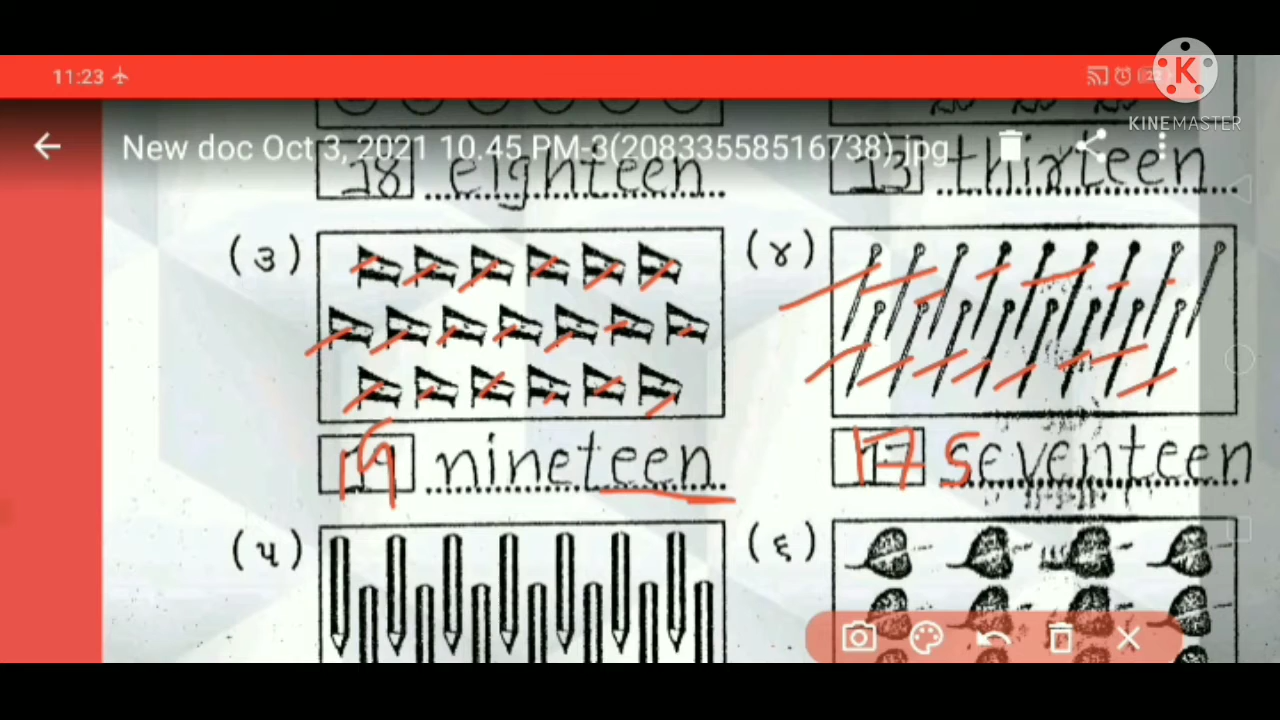 11:23
22
KINEMASTER
New doc Oct 3, 2021 10.45 PM-3(20833558516738).jpg
18 eighteen
13 thirteen
(३)
(४)
19 nineteen
17 seventeen
(५)
(६)